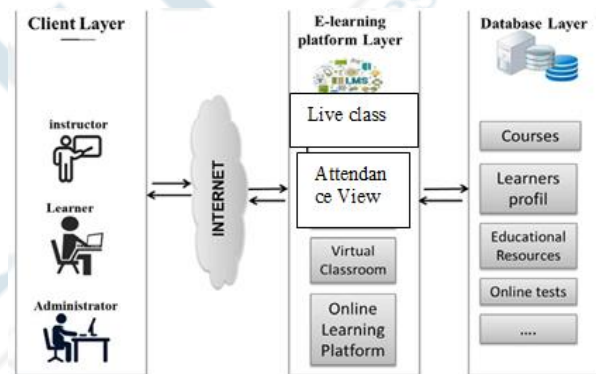 Client Layer
instructor
Learner
Administrator
INTERNET
E-learning
platform Layer
LMS
Live class
Attendan
ce View
Virtual
Classroom
Online
Learning
Platform
Database Layer
Courses
Learners
profil
Educational
Resources
Online tests
....